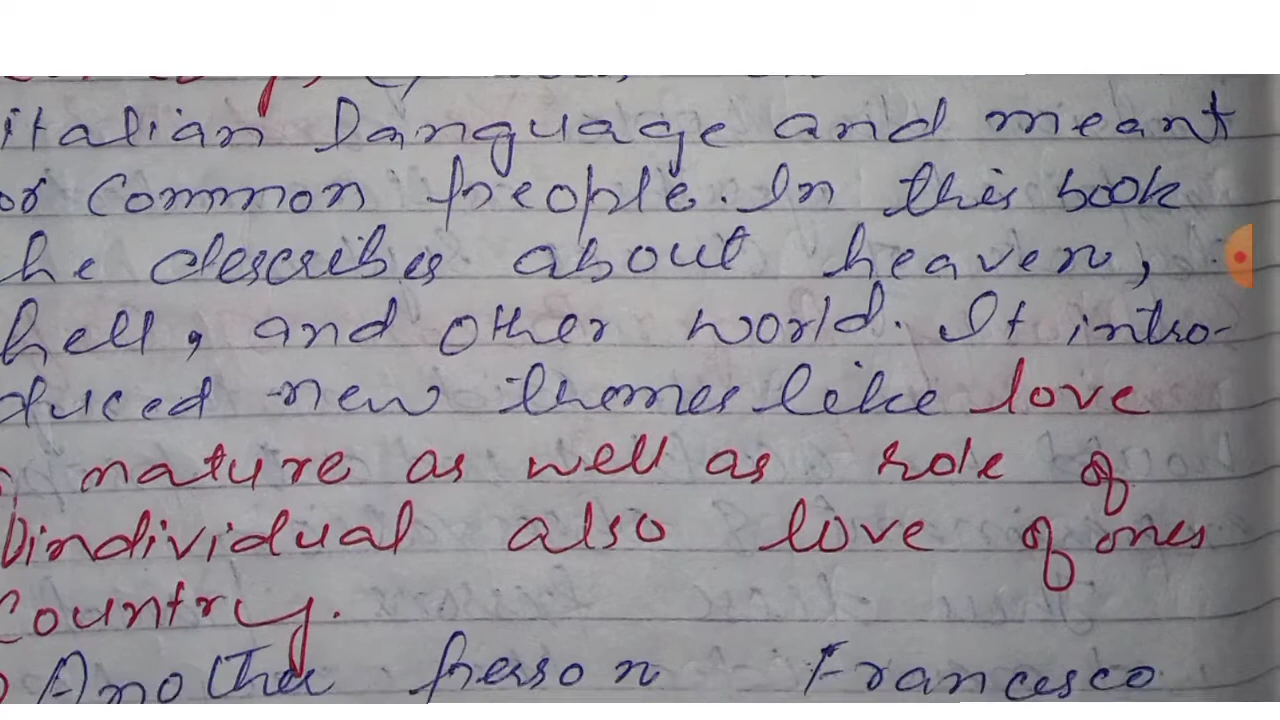 italian language and meant
or common people. In this book
he describes about heaven,
hell, and other world. It intro-
duced new themes like love
nature as well as role of
individual also love of ones
country.
Another person Francesco